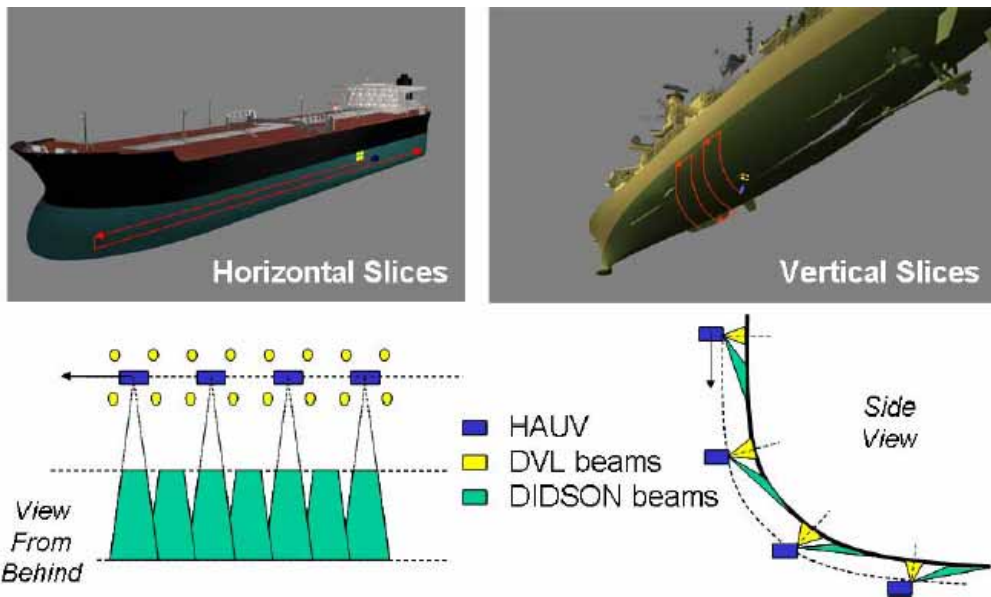 Horizontal Slices
Vertical Slices
View
From
Behind
HAUV
DVL beams
DIDSON beams
Side
View